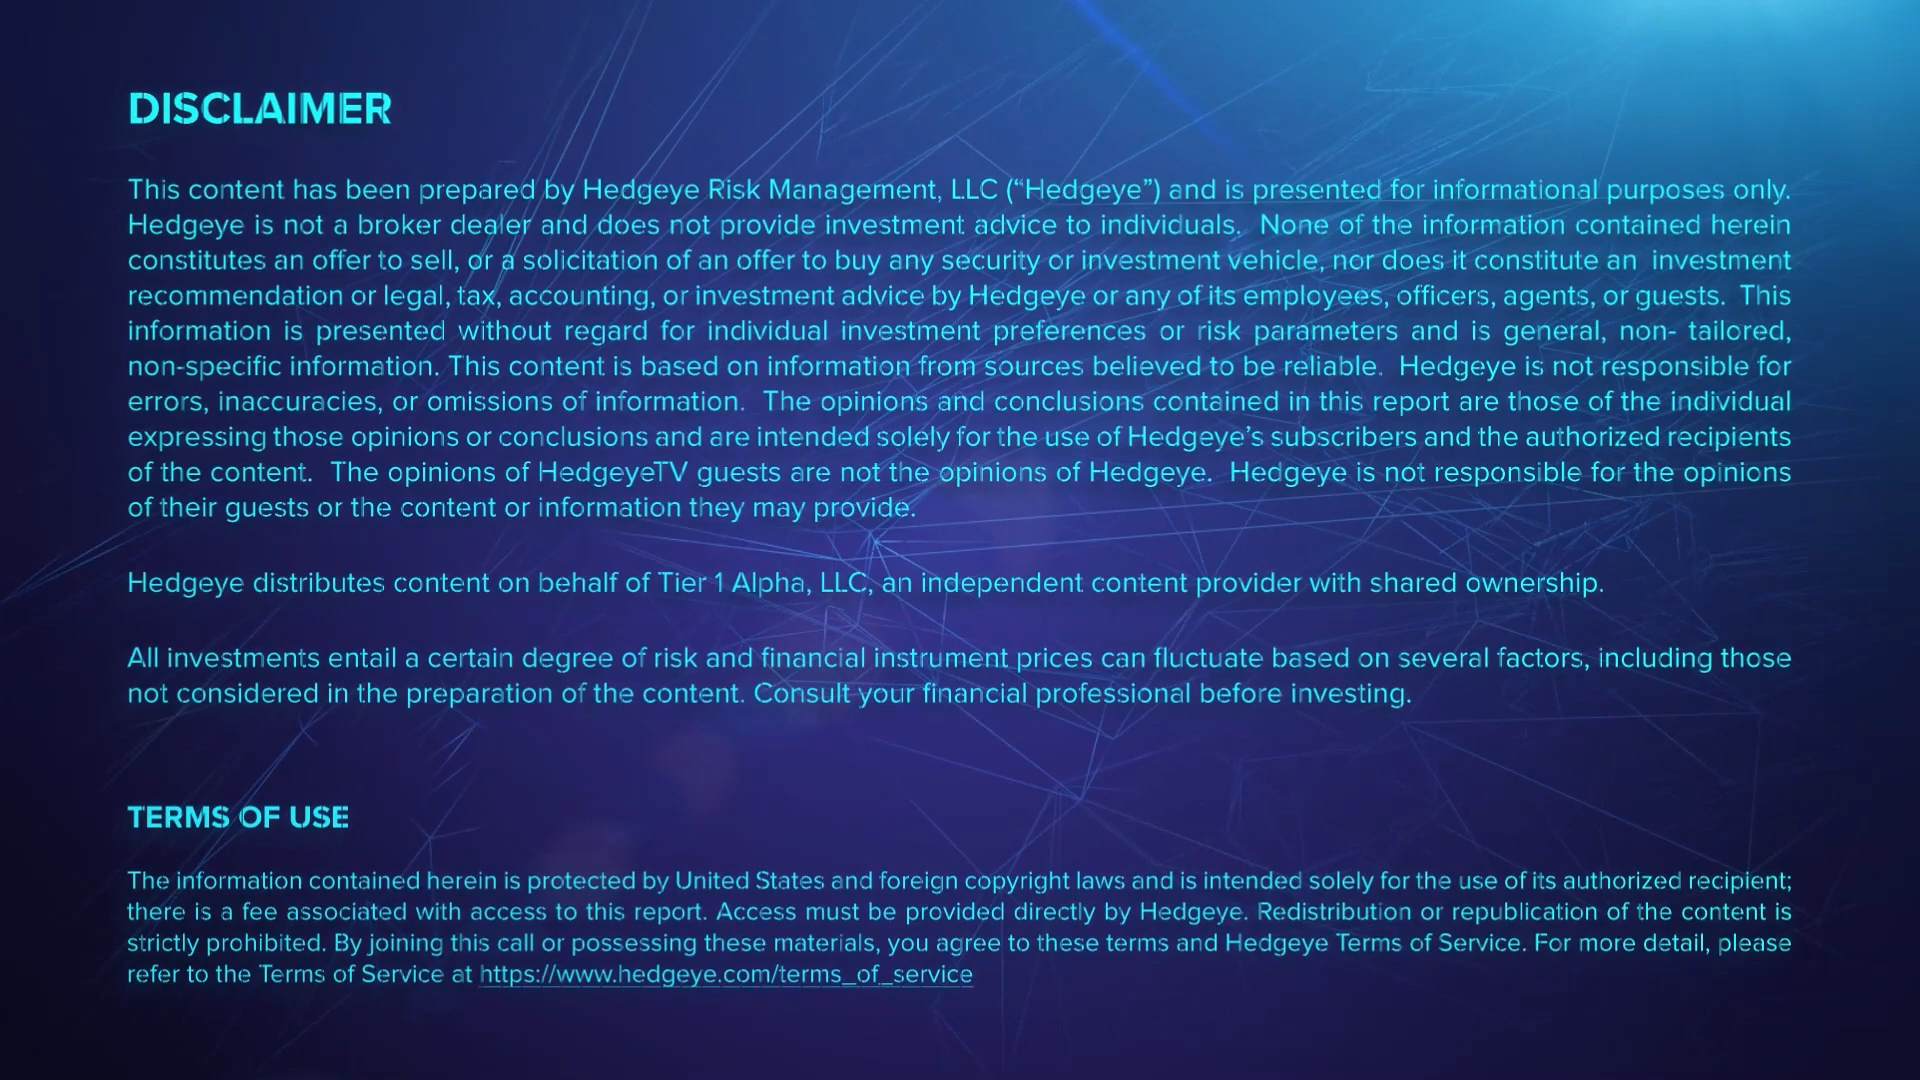 DISCLAIMER
This content has been prepared by Hedgeye Risk Management, LLC (“Hedgeye”) and is presented for informational purposes only.
Hedgeye is not a broker dealer and does not provide investment advice to individuals. None of the information contained herein
constitutes an offer to sell, or a solicitation of an offer to buy any security or investment vehicle, nor does it constitute an investment
recommendation or legal, tax, accounting, or investment advice by Hedgeye or any of its employees, officers, agents, or guests. This
information is presented without regard for individual investment preferences or risk parameters and is general, non- tailored,
non-specific information. This content is based on information from sources believed to be reliable. Hedgeye is not responsible for
errors, inaccuracies, or omissions of information. The opinions and conclusions contained in this report are those of the individual
expressing those opinions or conclusions and are intended solely for the use of Hedgeye’s subscribers and the authorized recipients
of the content. The opinions of HedgeyeTV guests are not the opinions of Hedgeye. Hedgeye is not responsible for the opinions
of their guests or the content or information they may provide.
Hedgeye distributes content on behalf of Tier 1 Alpha, LLC, an independent content provider with shared ownership.
All investments entail a certain degree of risk and financial instrument prices can fluctuate based on several factors, including those
not considered in the preparation of the content. Consult your financial professional before investing.
TERMS OF USE
The information contained herein is protected by United States and foreign copyright laws and is intended solely for the use of its authorized recipient;
there is a fee associated with access to this report. Access must be provided directly by Hedgeye. Redistribution or republication of the content is
strictly prohibited. By joining this call or possessing these materials, you agree to these terms and Hedgeye Terms of Service. For more detail, please
refer to the Terms of Service at https://www.hedgeye.com/terms_of_service